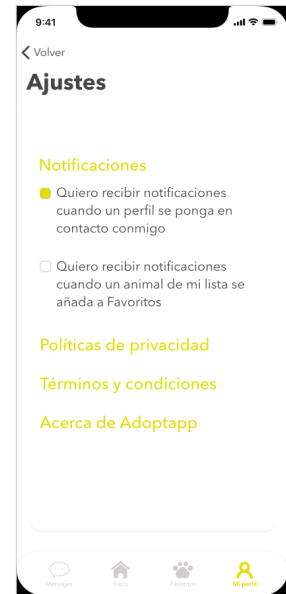 9:41
Volver
Ajustes
Notificaciones
Quiero recibir notificaciones
cuando un perfil se ponga en
contacto conmigo
Quiero recibir notificaciones
cuando un animal de mi lista se
añada a Favoritos
Políticas de privacidad
Términos y condiciones
Acerca de Adoptapp
Mensajes
Inicio
Favoritos
Mi perfil